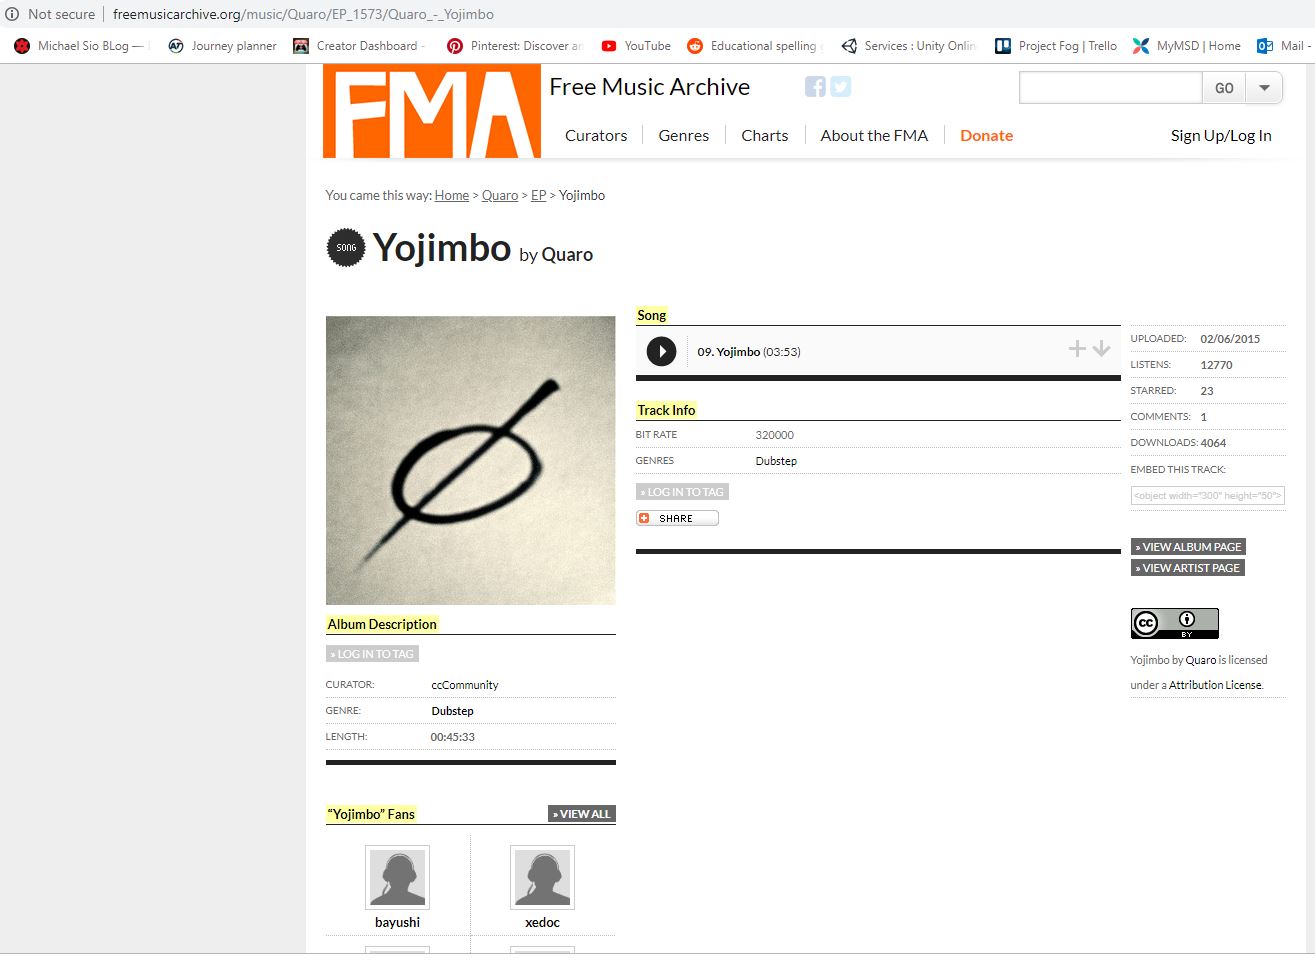 Not secure | freemusicarchive.org/music/Quaro/EP_1573/Quaro_-_Yojimbo
Michael Sio BLog — Journey planner Creator Dashboard - Pinterest: Discover an YouTube Educational spelling Services : Unity Onlin Project Fog | Trello MyMSD | Home Mail -
FMA
Free Music Archive
GO
Curators Genres Charts About the FMA Donate Sign Up/Log In
You came this way: Home > Quaro > EP > Yojimbo
SONG Yojimbo by Quaro
Song
09. Yojimbo (03:53)
Track Info
BIT RATE 320000
GENRES Dubstep
» LOG IN TO TAG
SHARE
UPLOADED: 02/06/2015
LISTENS: 12770
STARRED: 23
COMMENTS: 1
DOWNLOADS: 4064
EMBED THIS TRACK:
<object width="300" height="50">
» VIEW ALBUM PAGE
» VIEW ARTIST PAGE
cc BY
Yojimbo by Quaro is licensed
under a Attribution License.
Album Description
» LOG IN TO TAG
CURATOR: ccCommunity
GENRE: Dubstep
LENGTH: 00:45:33
“Yojimbo” Fans » VIEW ALL
bayushi xedoc